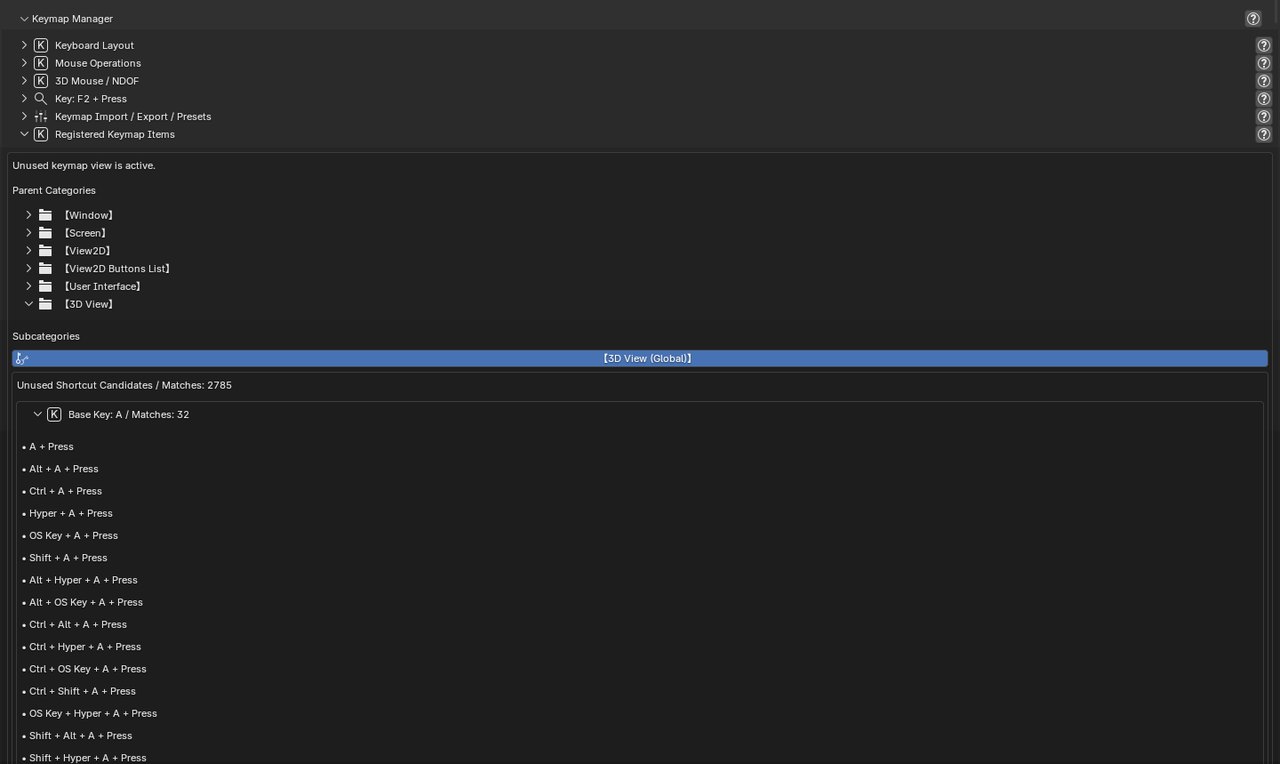 Keymap Manager
Keyboard Layout
Mouse Operations
3D Mouse / NDOF
Key: F2 + Press
Keymap Import / Export / Presets
Registered Keymap Items
Unused keymap view is active.
Parent Categories
【Window】
【Screen】
【View2D】
【View2D Buttons List】
【User Interface】
【3D View】
Subcategories
【3D View (Global)】
Unused Shortcut Candidates / Matches: 2785
K Base Key: A / Matches: 32
• A + Press
• Alt + A + Press
• Ctrl + A + Press
• Hyper + A + Press
• OS Key + A + Press
• Shift + A + Press
• Alt + Hyper + A + Press
• Alt + OS Key + A + Press
• Ctrl + Alt + A + Press
• Ctrl + Hyper + A + Press
• Ctrl + OS Key + A + Press
• Ctrl + Shift + A + Press
• OS Key + Hyper + A + Press
• Shift + Alt + A + Press
• Shift + Hyper + A + Press